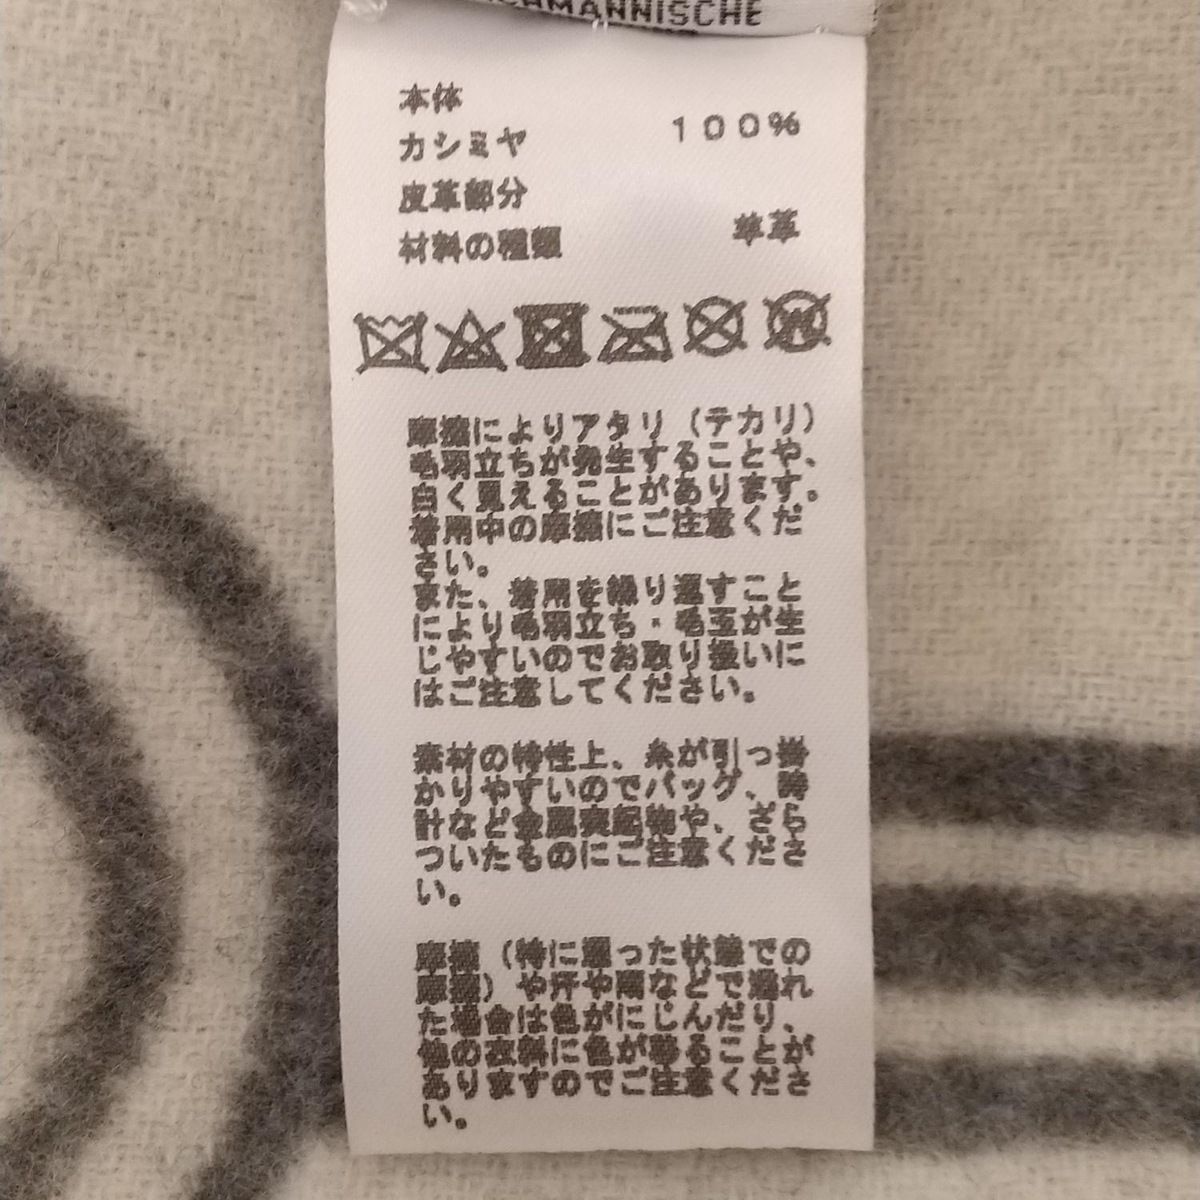 CHMANNISCHE
本体
カシミヤ 100%
皮革部分
材料の種類 羊革
W
摩擦によりアタリ（テカリ）
毛羽立ちが発生することや、
白く見えることがあります。
着用中の摩擦にご注意くだ
さい。
また、着用を繰り返すこと
により毛羽立ち・毛玉が生
じやすいのでお取り扱いに
はご注意してください。
素材の特性上、糸が引っ掛
かりやすいのでバッグ、時
計など金属突起物や、ざら
ついたものにご注意くださ
い。
摩擦（特に湿った状態での
摩擦）や汗や雨などで濡れ
た場合は色がにじんだり、
他の衣料に色が移ることが
ありますのでご注意くださ
い。